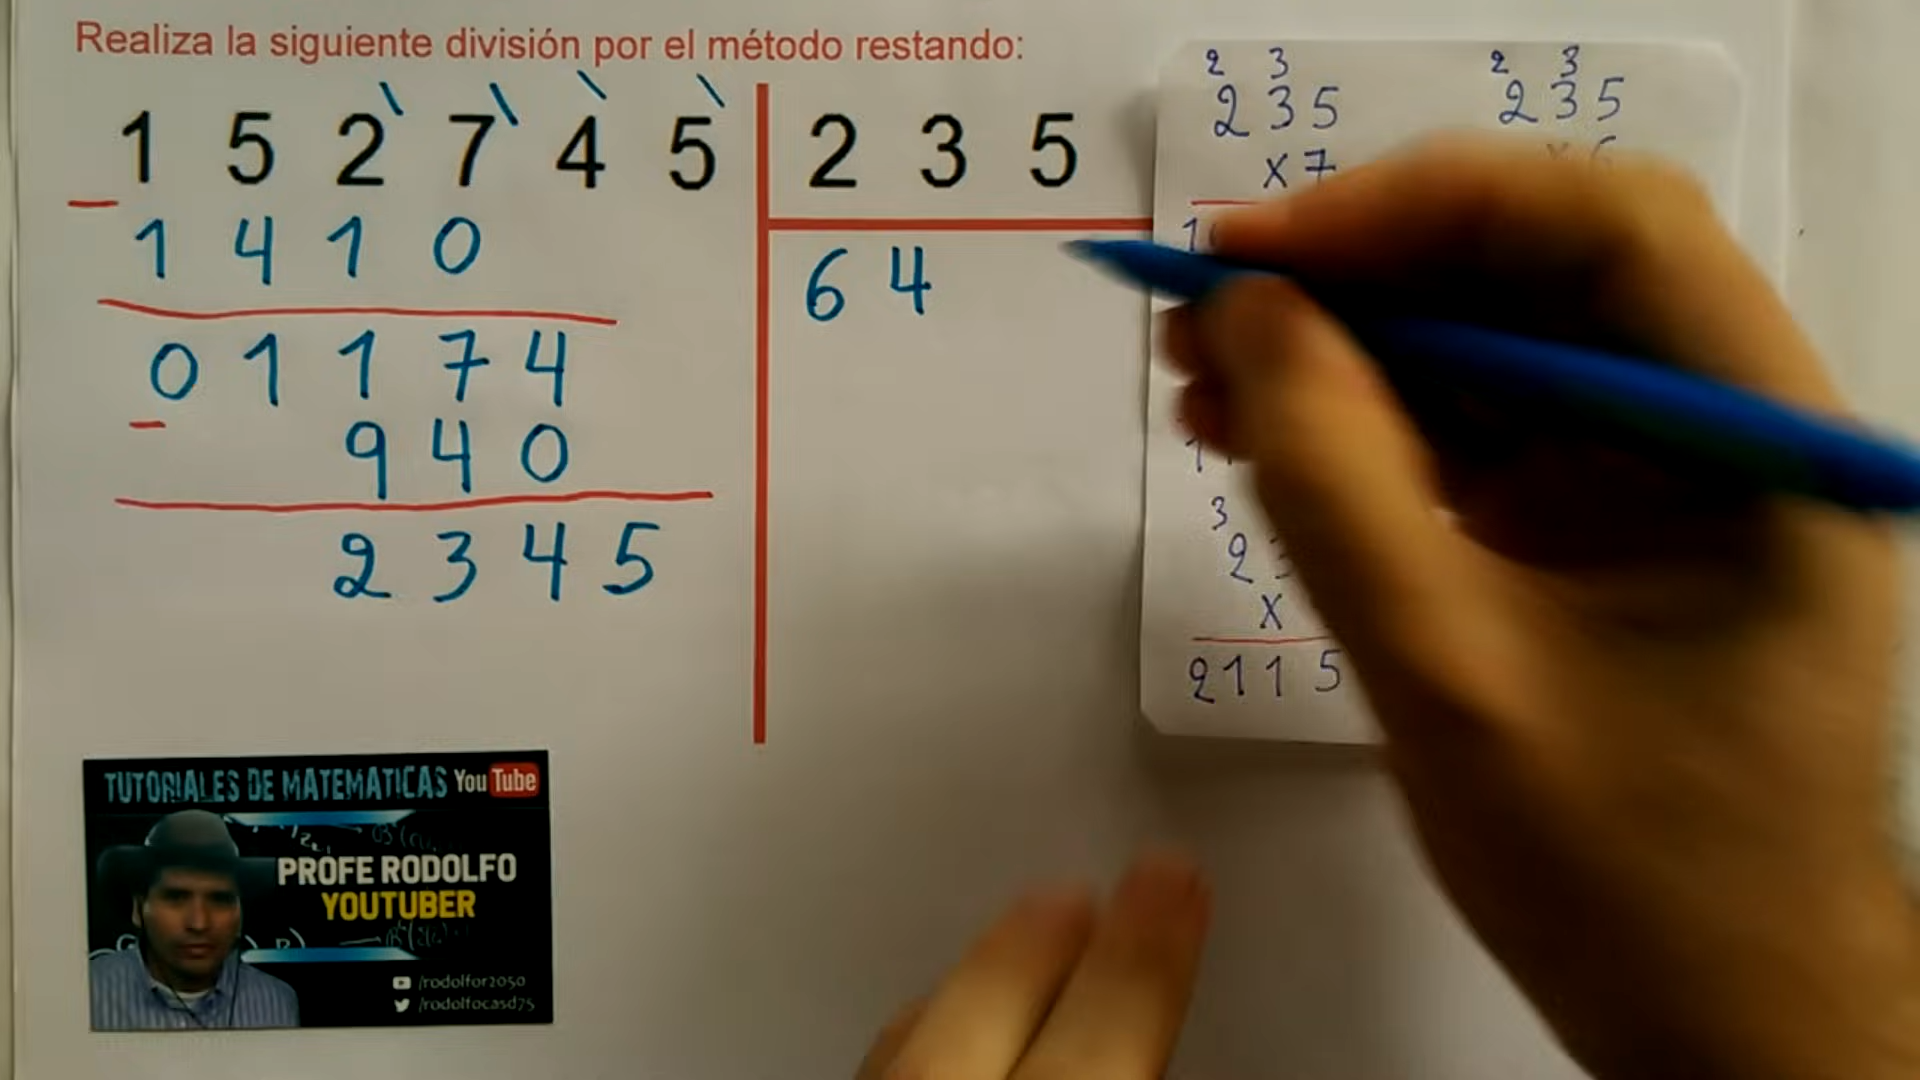 Realiza la siguiente división por el método restando:
1 5 2 7 4 5 2 3 5
1 4 1 0 6 4
0 1 1 7 4
9 4 0
2 3 4 5
2 3
2 3 5
x 7
2 1 1 5
2 3
2 3 5
TUTORIALES DE MATEMATICAS YouTube
PROFE RODOLFO
YOUTUBER
/rodolfor2050
/rodolfocasd75